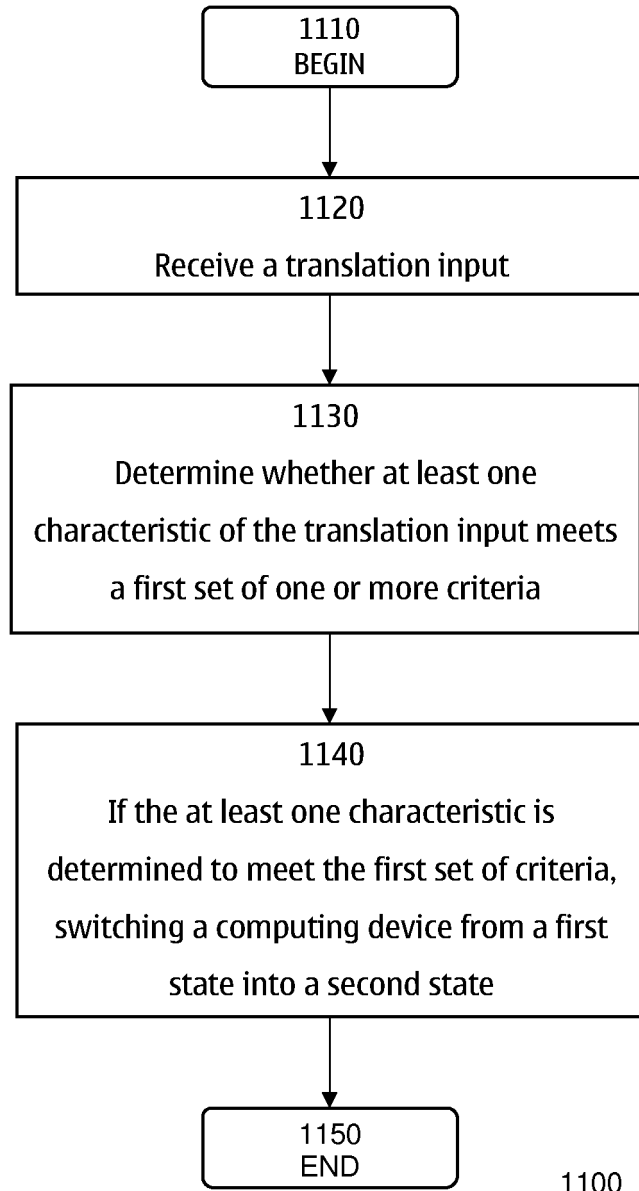 1110
BEGIN
1120
Receive a translation input
1130
Determine whether at least one
characteristic of the translation input meets
a first set of one or more criteria
1140
If the at least one characteristic is
determined to meet the first set of criteria,
switching a computing device from a first
state into a second state
1150
END
1100